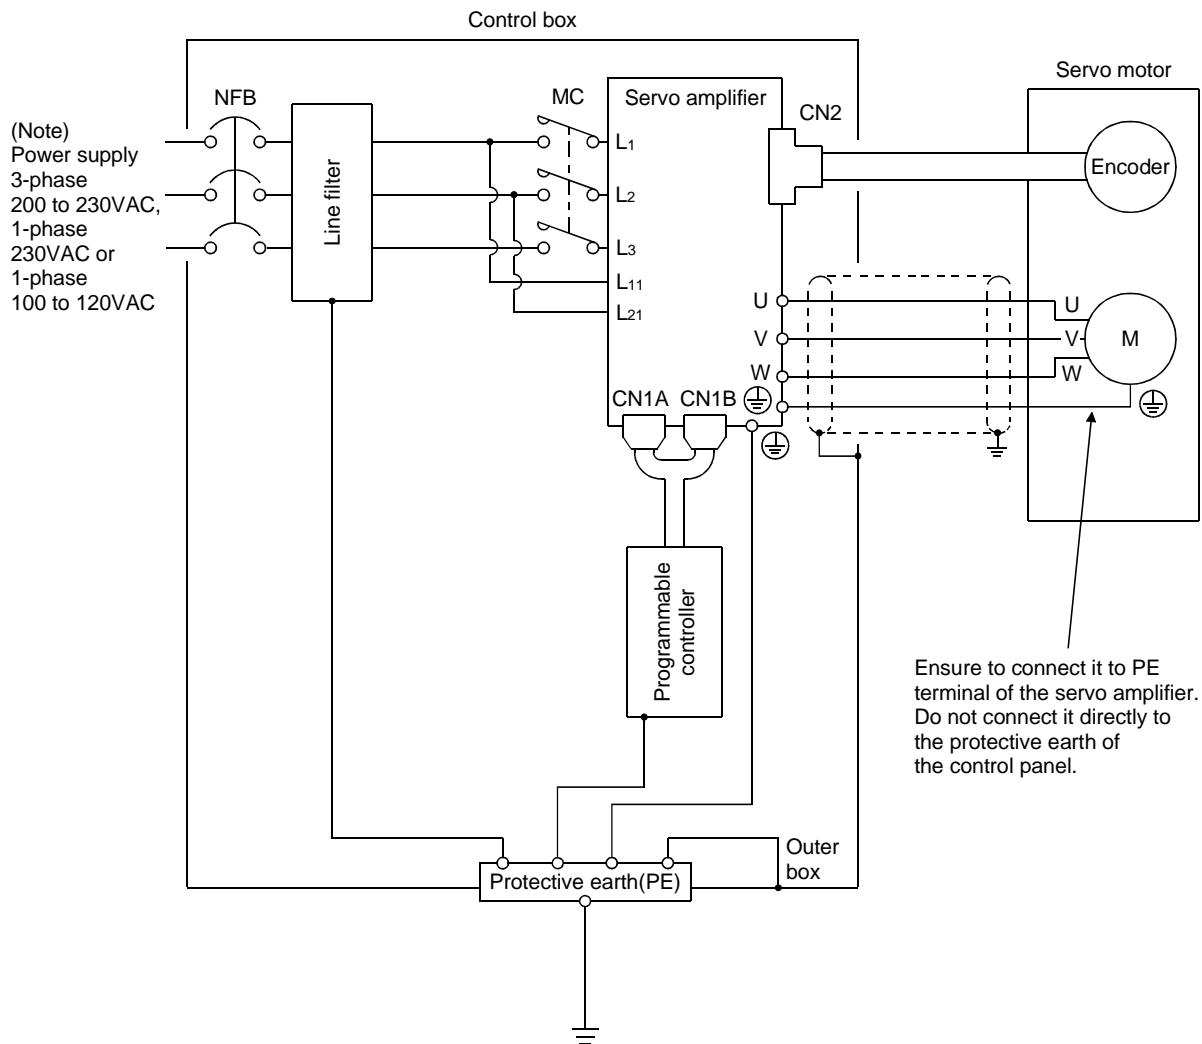 Control box
Servo motor
NFB
MC
Servo amplifier
CN2
(Note)
Power supply
3-phase
200 to 230VAC,
1-phase
230VAC or
1-phase
100 to 120VAC
Line filter
L1
L2
L3
L11
L21
Encoder
U
V
W
U
V
W
M
CN1A CN1B
Programmable
controller
Ensure to connect it to PE
terminal of the servo amplifier.
Do not connect it directly to
the protective earth of
the control panel.
Outer
box
Protective earth(PE)